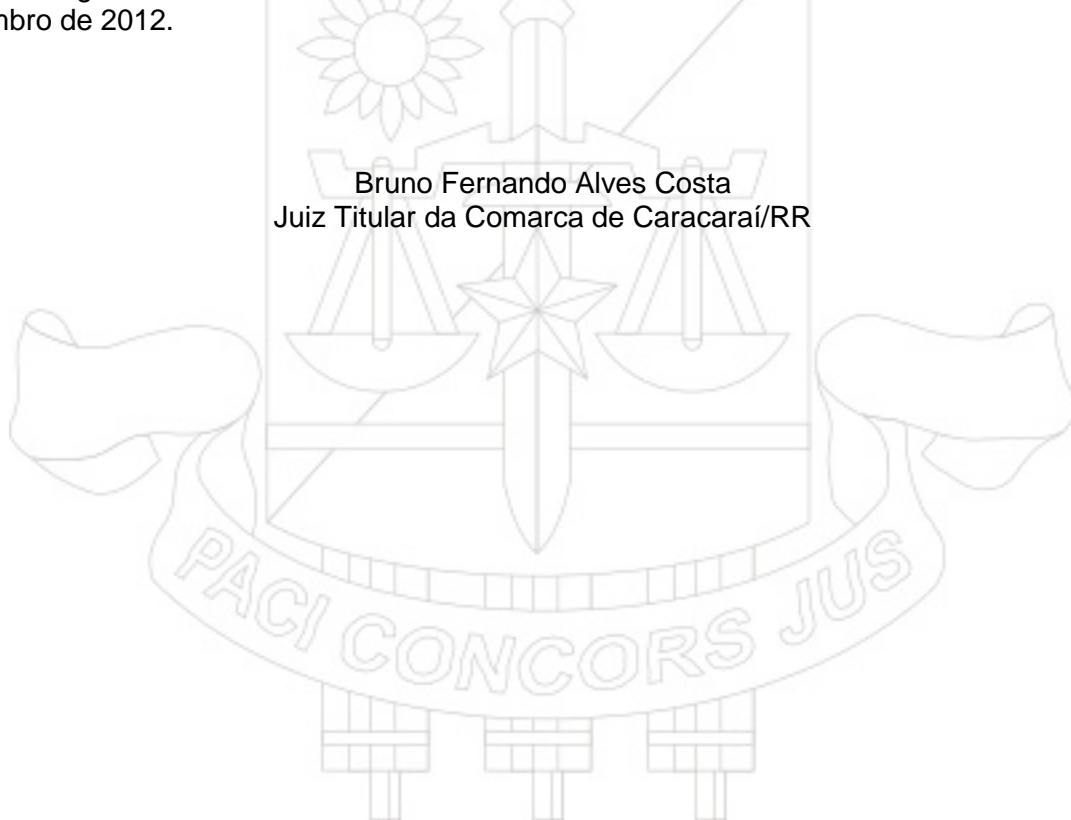 mbro de 2012.
Bruno Fernando Alves Costa
Juiz Titular da Comarca de Caracaraí/RR
PACI CONCORS JUS